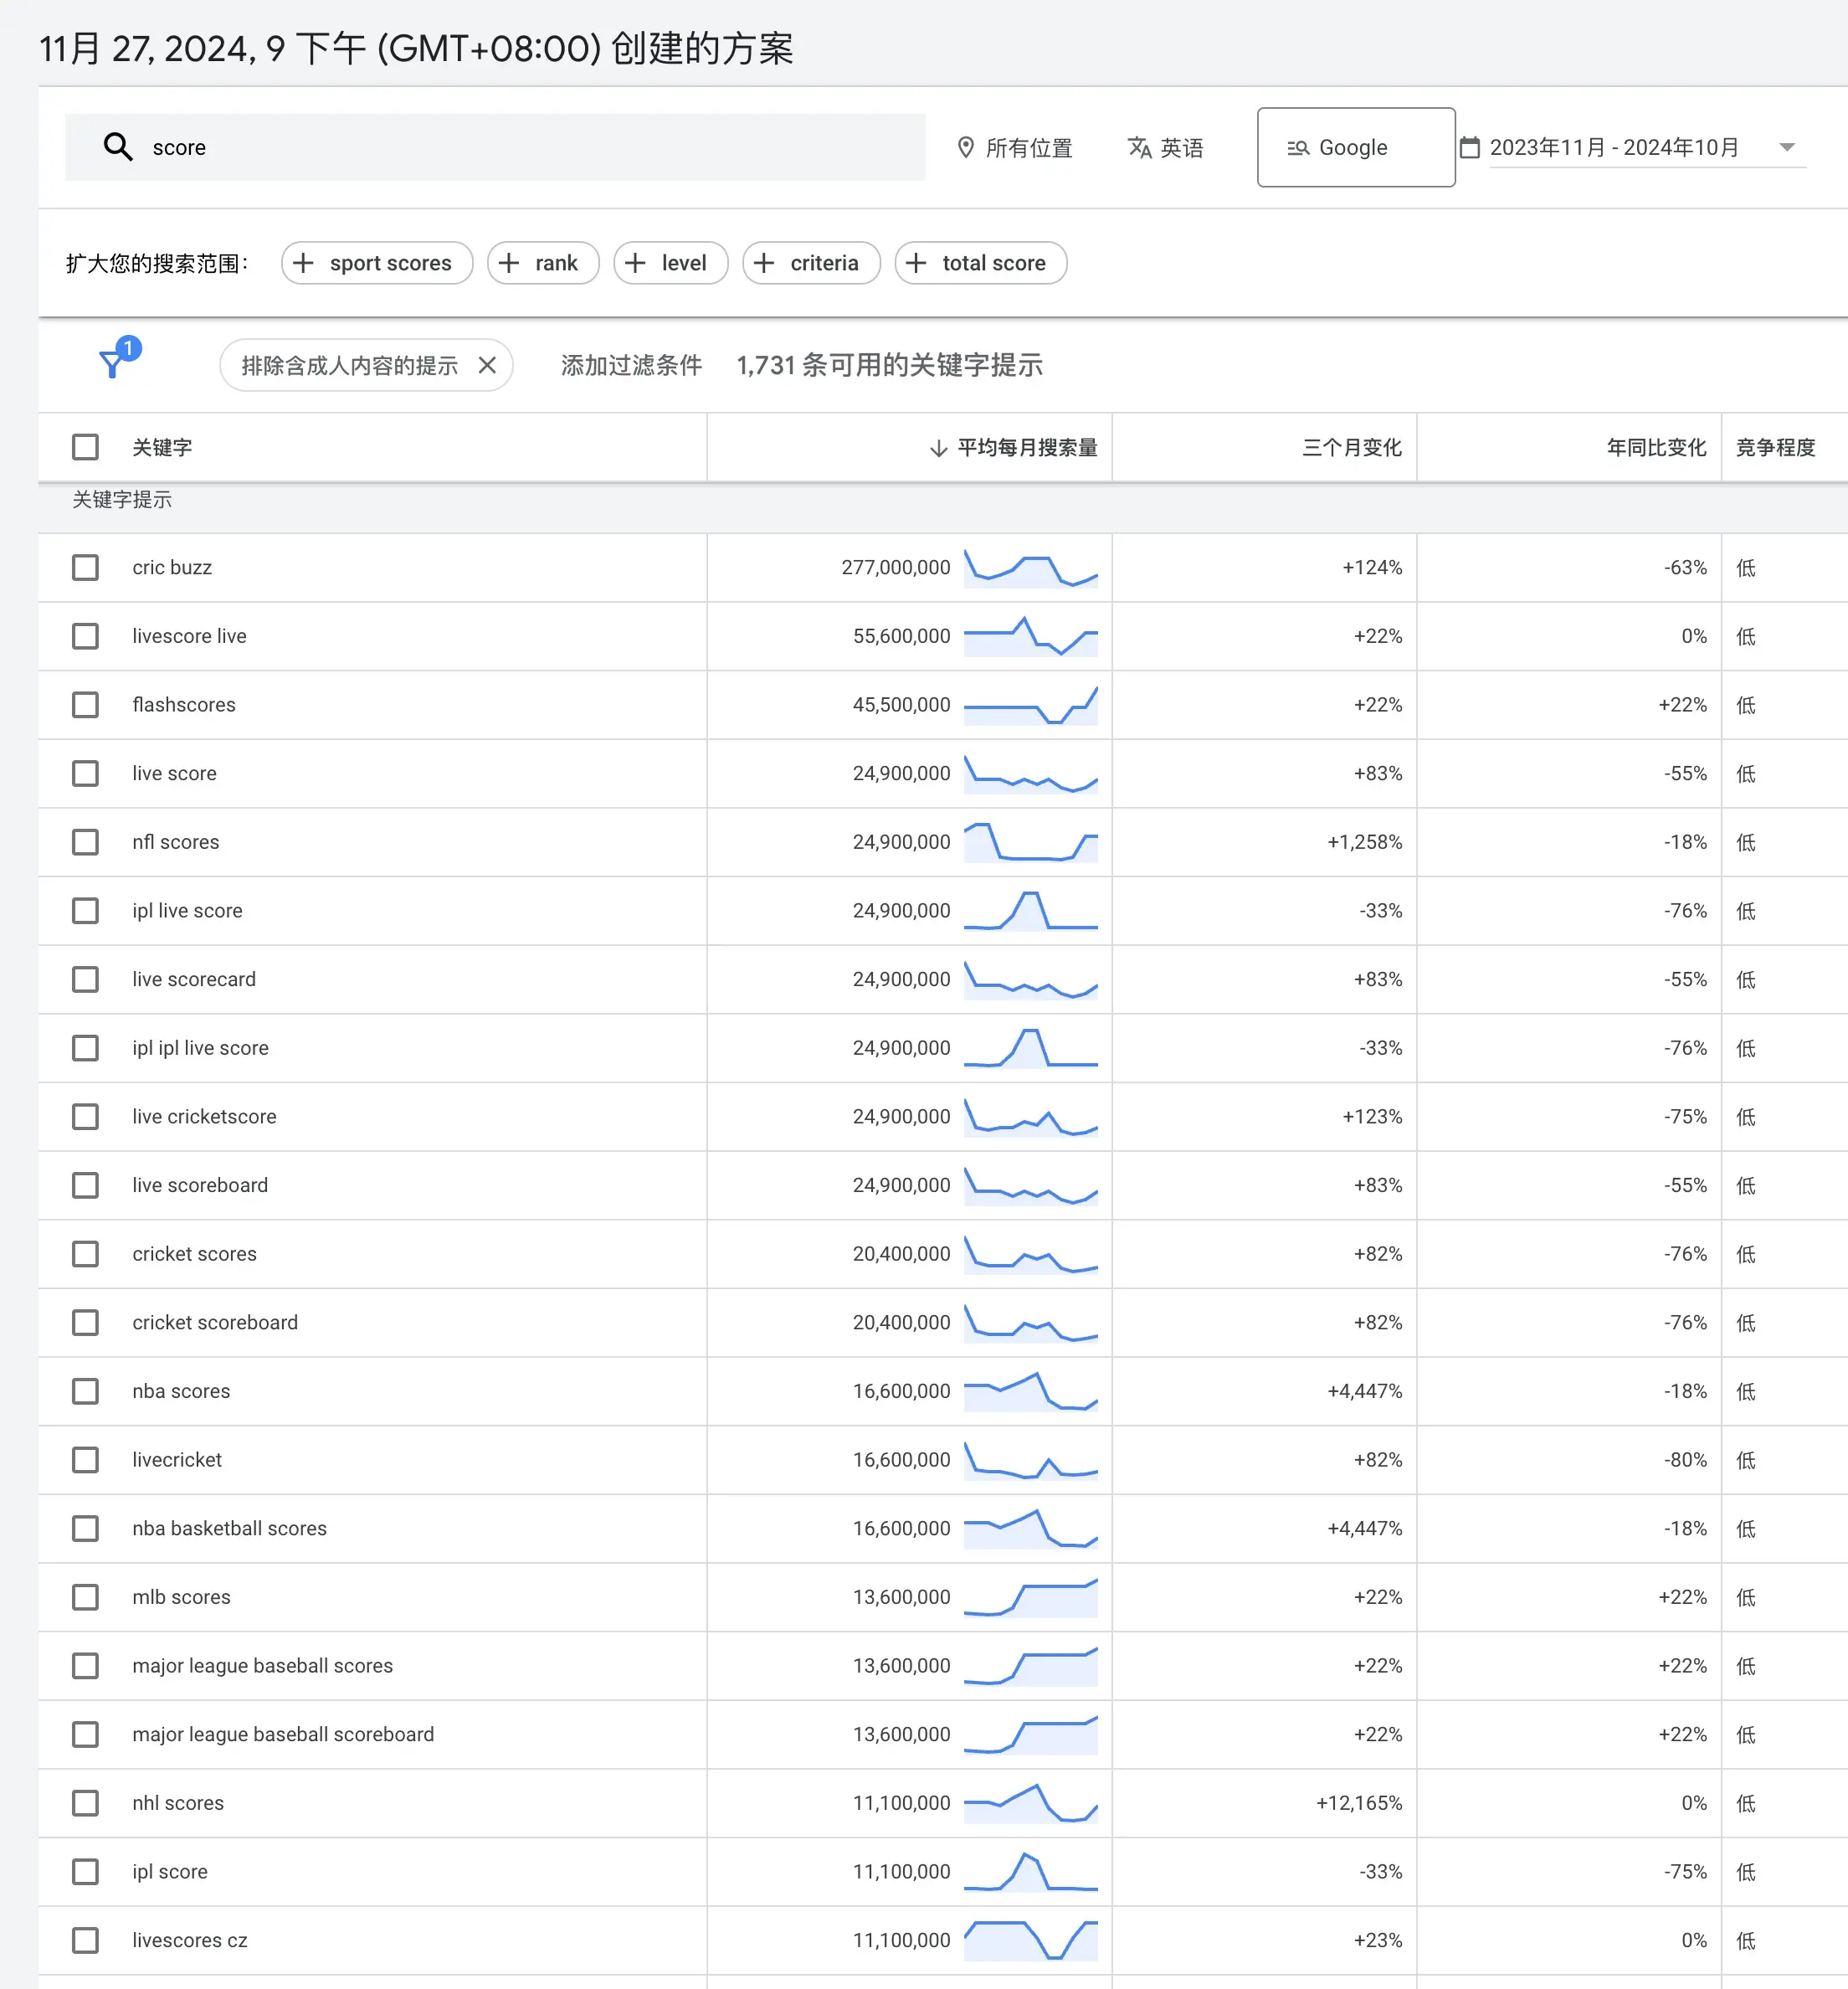 11月 27, 2024, 9 下午 (GMT+08:00) 创建的方案
score 所有位置 英语 Google 2023年11月 - 2024年10月
扩大您的搜索范围： sport scores rank level criteria total score
1 排除含成人内容的提示 添加过滤条件 1,731 条可用的关键字提示
关键字 平均每月搜索量 三个月变化 年同比变化 竞争程度
关键字提示
cric buzz 277,000,000 +124% -63% 低
livescore live 55,600,000 +22% 0% 低
flashscores 45,500,000 +22% +22% 低
live score 24,900,000 +83% -55% 低
nfl scores 24,900,000 +1,258% -18% 低
ipl live score 24,900,000 -33% -76% 低
live scorecard 24,900,000 +83% -55% 低
ipl ipl live score 24,900,000 -33% -76% 低
live cricketscore 24,900,000 +123% -75% 低
live scoreboard 24,900,000 +83% -55% 低
cricket scores 20,400,000 +82% -76% 低
cricket scoreboard 20,400,000 +82% -76% 低
nba scores 16,600,000 +4,447% -18% 低
livecricket 16,600,000 +82% -80% 低
nba basketball scores 16,600,000 +4,447% -18% 低
mlb scores 13,600,000 +22% +22% 低
major league baseball scores 13,600,000 +22% +22% 低
major league baseball scoreboard 13,600,000 +22% +22% 低
nhl scores 11,100,000 +12,165% 0% 低
ipl score 11,100,000 -33% -75% 低
livescores cz 11,100,000 +23% 0% 低